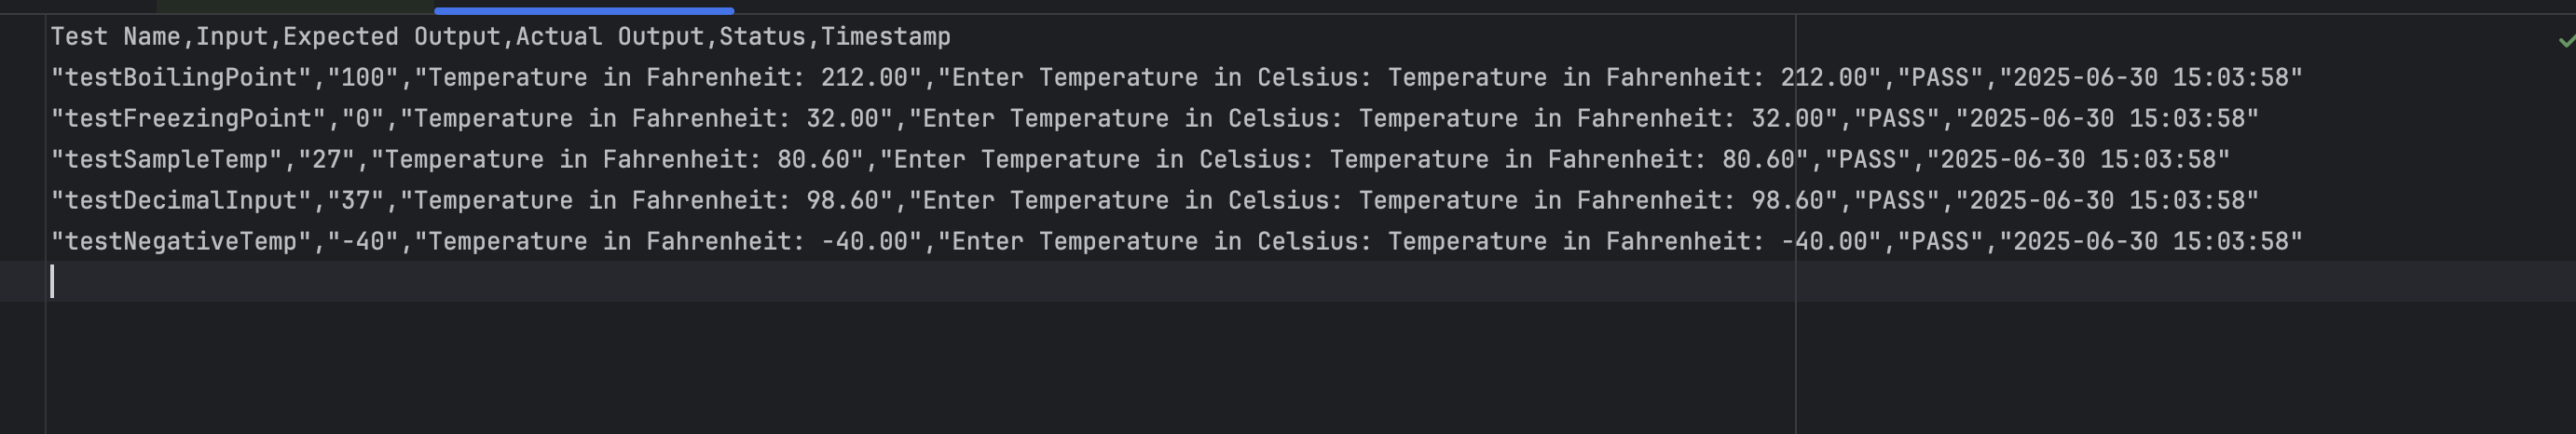 Test Name,Input,Expected Output,Actual Output,Status,Timestamp
"testBoilingPoint","100","Temperature in Fahrenheit: 212.00","Enter Temperature in Celsius: Temperature in Fahrenheit: 212.00","PASS","2025-06-30 15:03:58"
"testFreezingPoint","0","Temperature in Fahrenheit: 32.00","Enter Temperature in Celsius: Temperature in Fahrenheit: 32.00","PASS","2025-06-30 15:03:58"
"testSampleTemp","27","Temperature in Fahrenheit: 80.60","Enter Temperature in Celsius: Temperature in Fahrenheit: 80.60","PASS","2025-06-30 15:03:58"
"testDecimalInput","37","Temperature in Fahrenheit: 98.60","Enter Temperature in Celsius: Temperature in Fahrenheit: 98.60","PASS","2025-06-30 15:03:58"
"testNegativeTemp","-40","Temperature in Fahrenheit: -40.00","Enter Temperature in Celsius: Temperature in Fahrenheit: -40.00","PASS","2025-06-30 15:03:58"